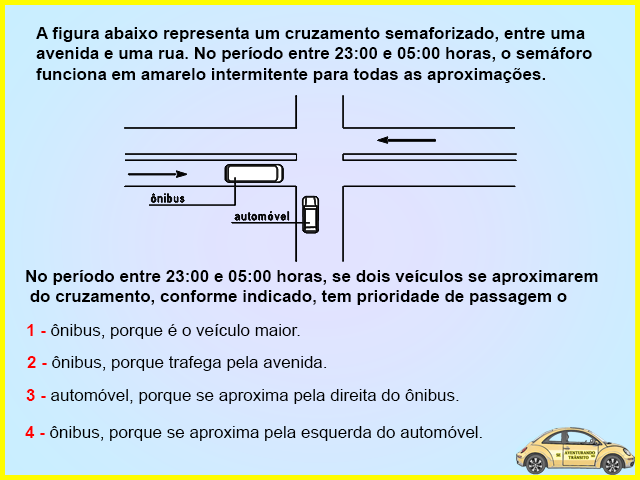 A figura abaixo representa um cruzamento semaforizado, entre uma
avenida e uma rua. No período entre 23:00 e 05:00 horas, o semáforo
funciona em amarelo intermitente para todas as aproximações.
ônibus
automóvel
No período entre 23:00 e 05:00 horas, se dois veículos se aproximarem
do cruzamento, conforme indicado, tem prioridade de passagem o
1 - ônibus, porque é o veículo maior.
2 - ônibus, porque trafega pela avenida.
3 - automóvel, porque se aproxima pela direita do ônibus.
4 - ônibus, porque se aproxima pela esquerda do automóvel.
AVENTURANDO
TRÂNSITO